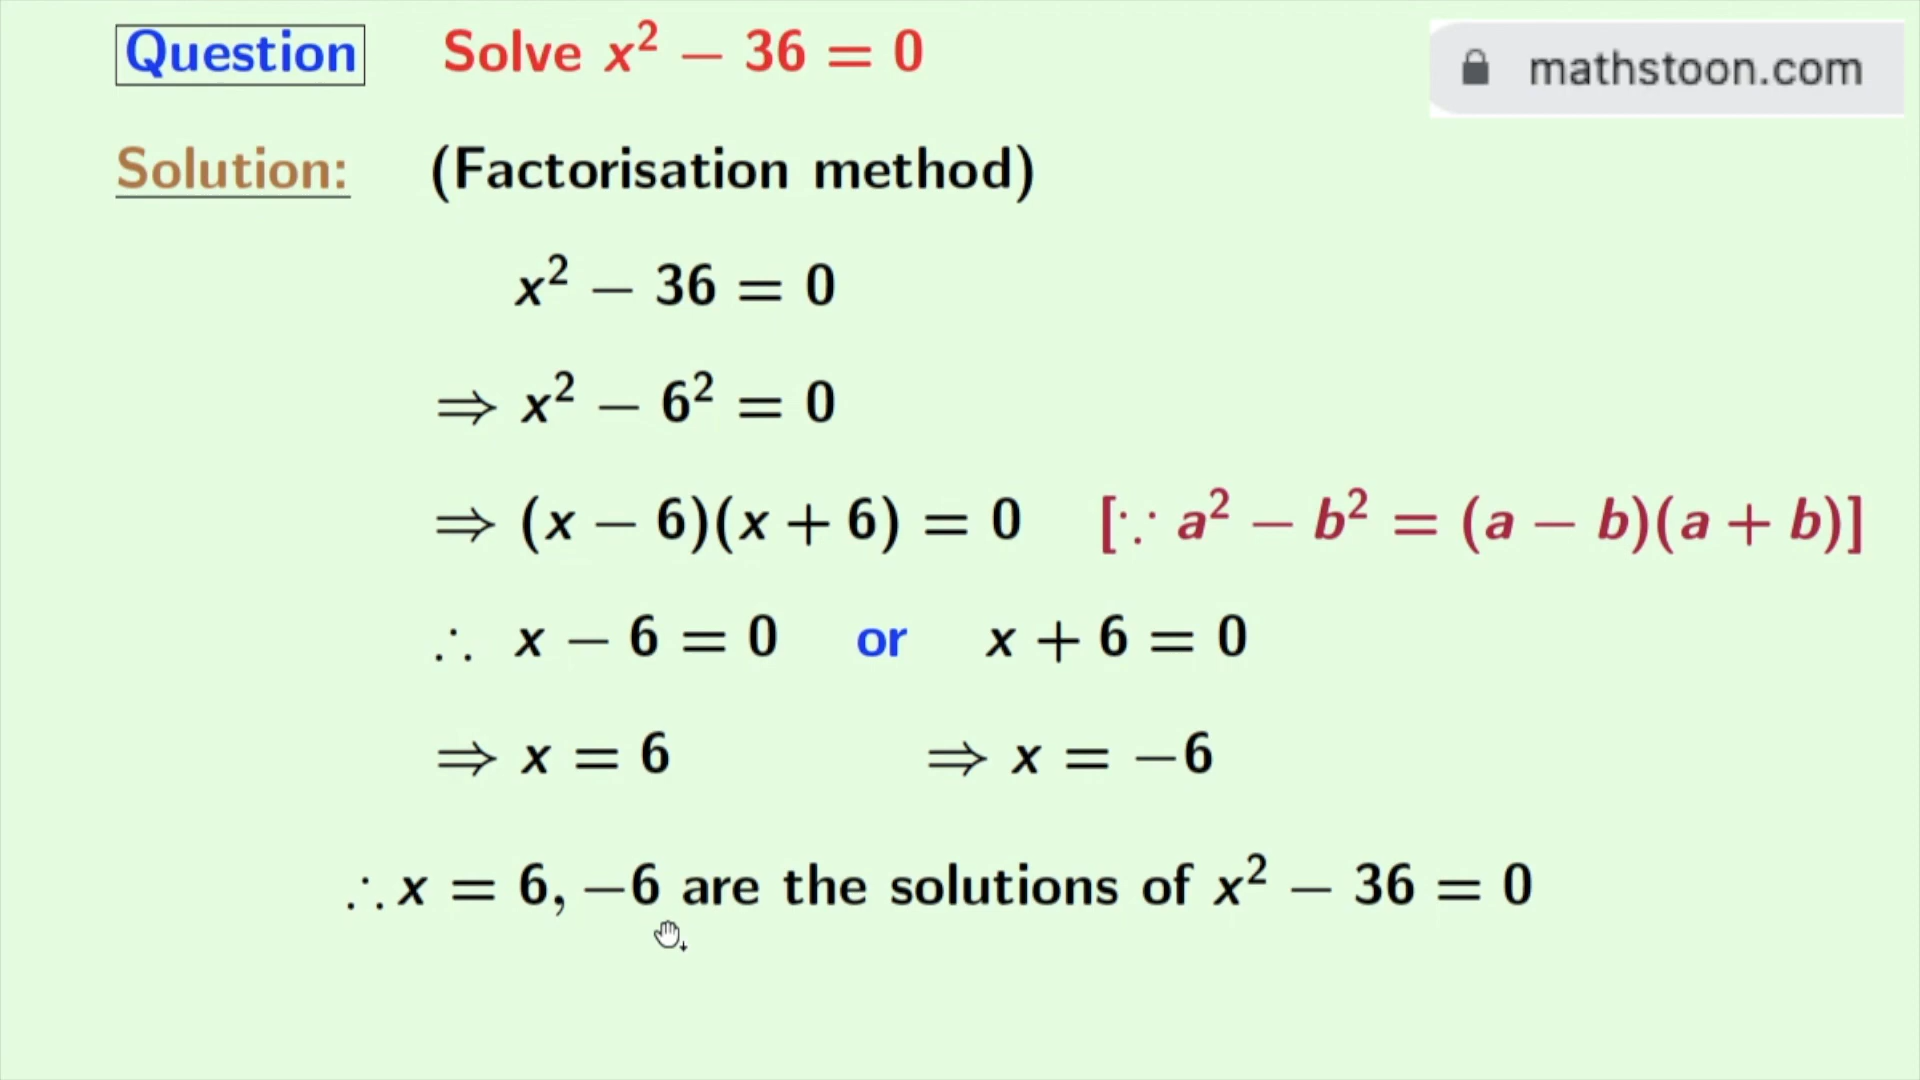 Question Solve x² − 36 = 0
mathstoon.com
Solution: (Factorisation method)
x² − 36 = 0
⇒ x² − 6² = 0
⇒ (x − 6)(x + 6) = 0 [∵ a² − b² = (a − b)(a + b)]
∴ x − 6 = 0 or x + 6 = 0
⇒ x = 6 ⇒ x = −6
∴ x = 6, −6 are the solutions of x² − 36 = 0